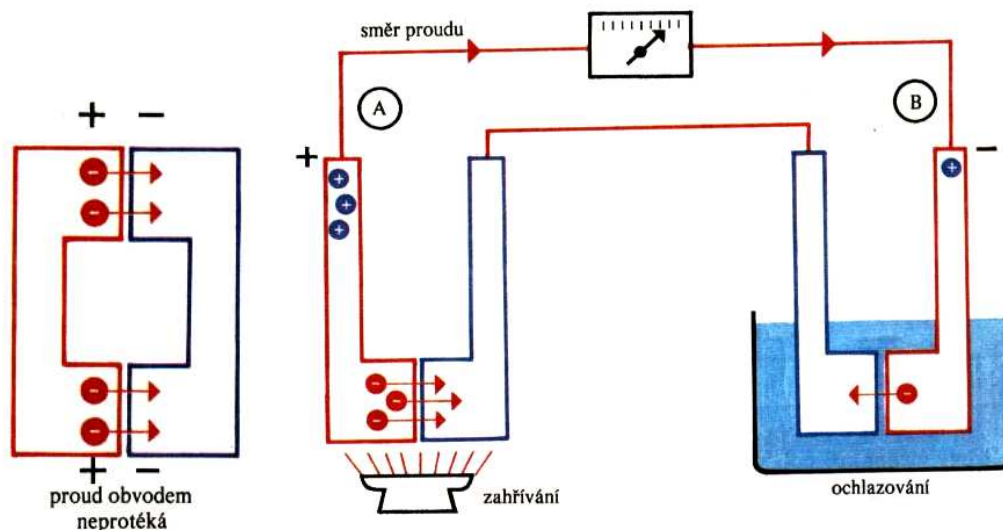 směr proudu
A
B
+ −
+
−
+ −
proud obvodem
neprotéká
zahřívání
ochlazování